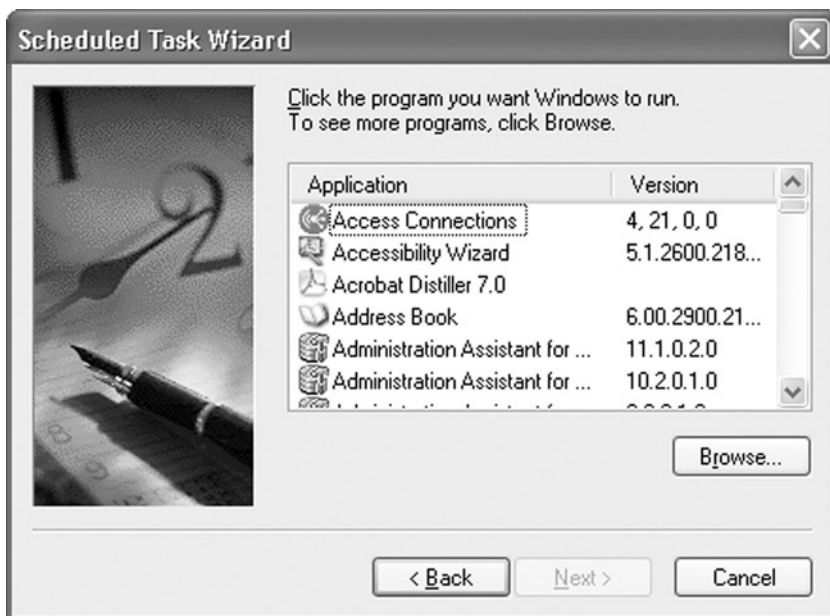 Scheduled Task Wizard
Click the program you want Windows to run.
To see more programs, click Browse.
Application Version
Access Connections 4, 21, 0, 0
Accessibility Wizard 5.1.2600.218...
Acrobat Distiller 7.0
Address Book 6.00.2900.21...
Administration Assistant for ... 11.1.0.2.0
Administration Assistant for ... 10.2.0.1.0
Browse...
< Back Next > Cancel
2